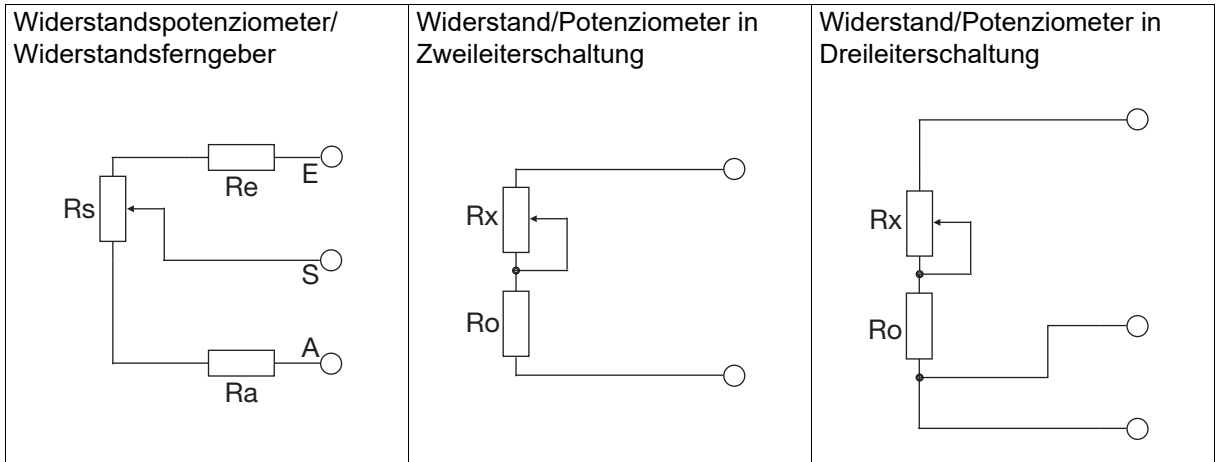 Widerstandspotenziometer/
Widerstandsferngeber
Rs
Re
E
S
A
Ra
Widerstand/Potenziometer in
Zweileiterschaltung
Rx
Ro
Widerstand/Potenziometer in
Dreileiterschaltung
Rx
Ro